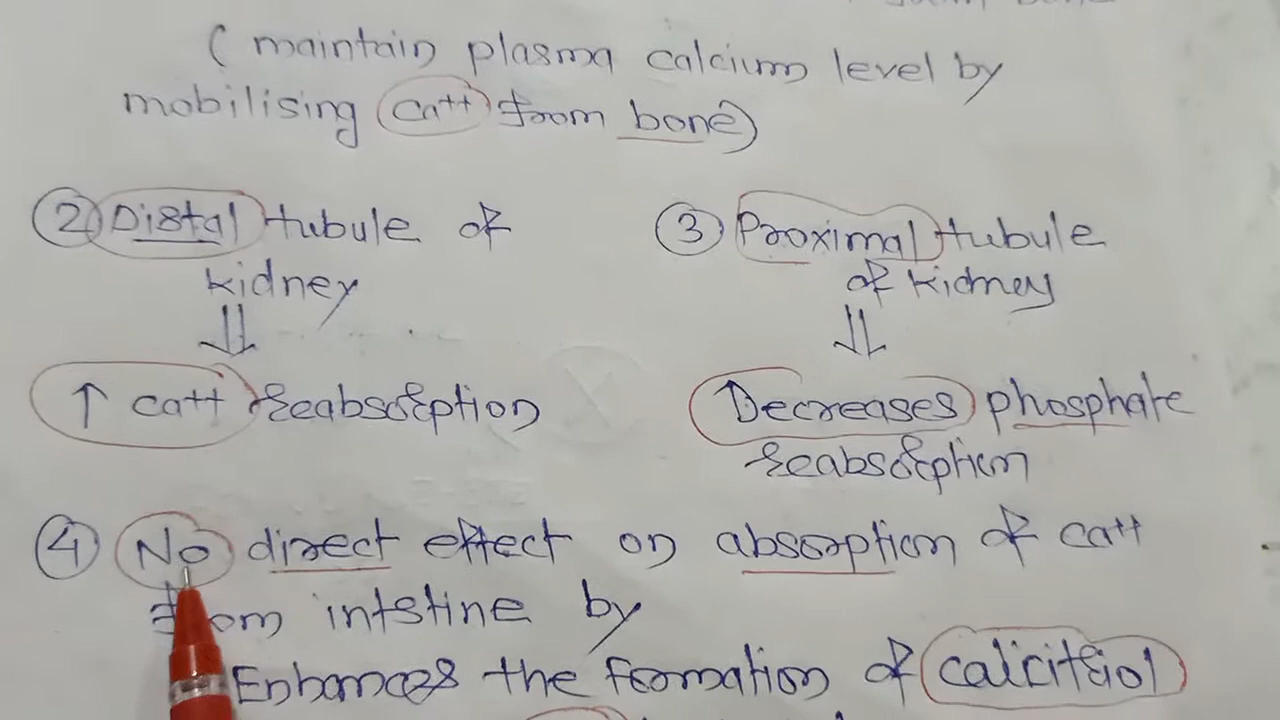 ( maintain plasma calcium level by
mobilising Ca++ from bone)
② Distal tubule of
kidney
⇓
↑ Ca++ reabsorption
③ Proximal tubule
of kidney
⇓
Decreases phosphate
reabsorption
④ No direct effect on absorption of Ca++
from intstine by
Enhances the formation of calcitriol